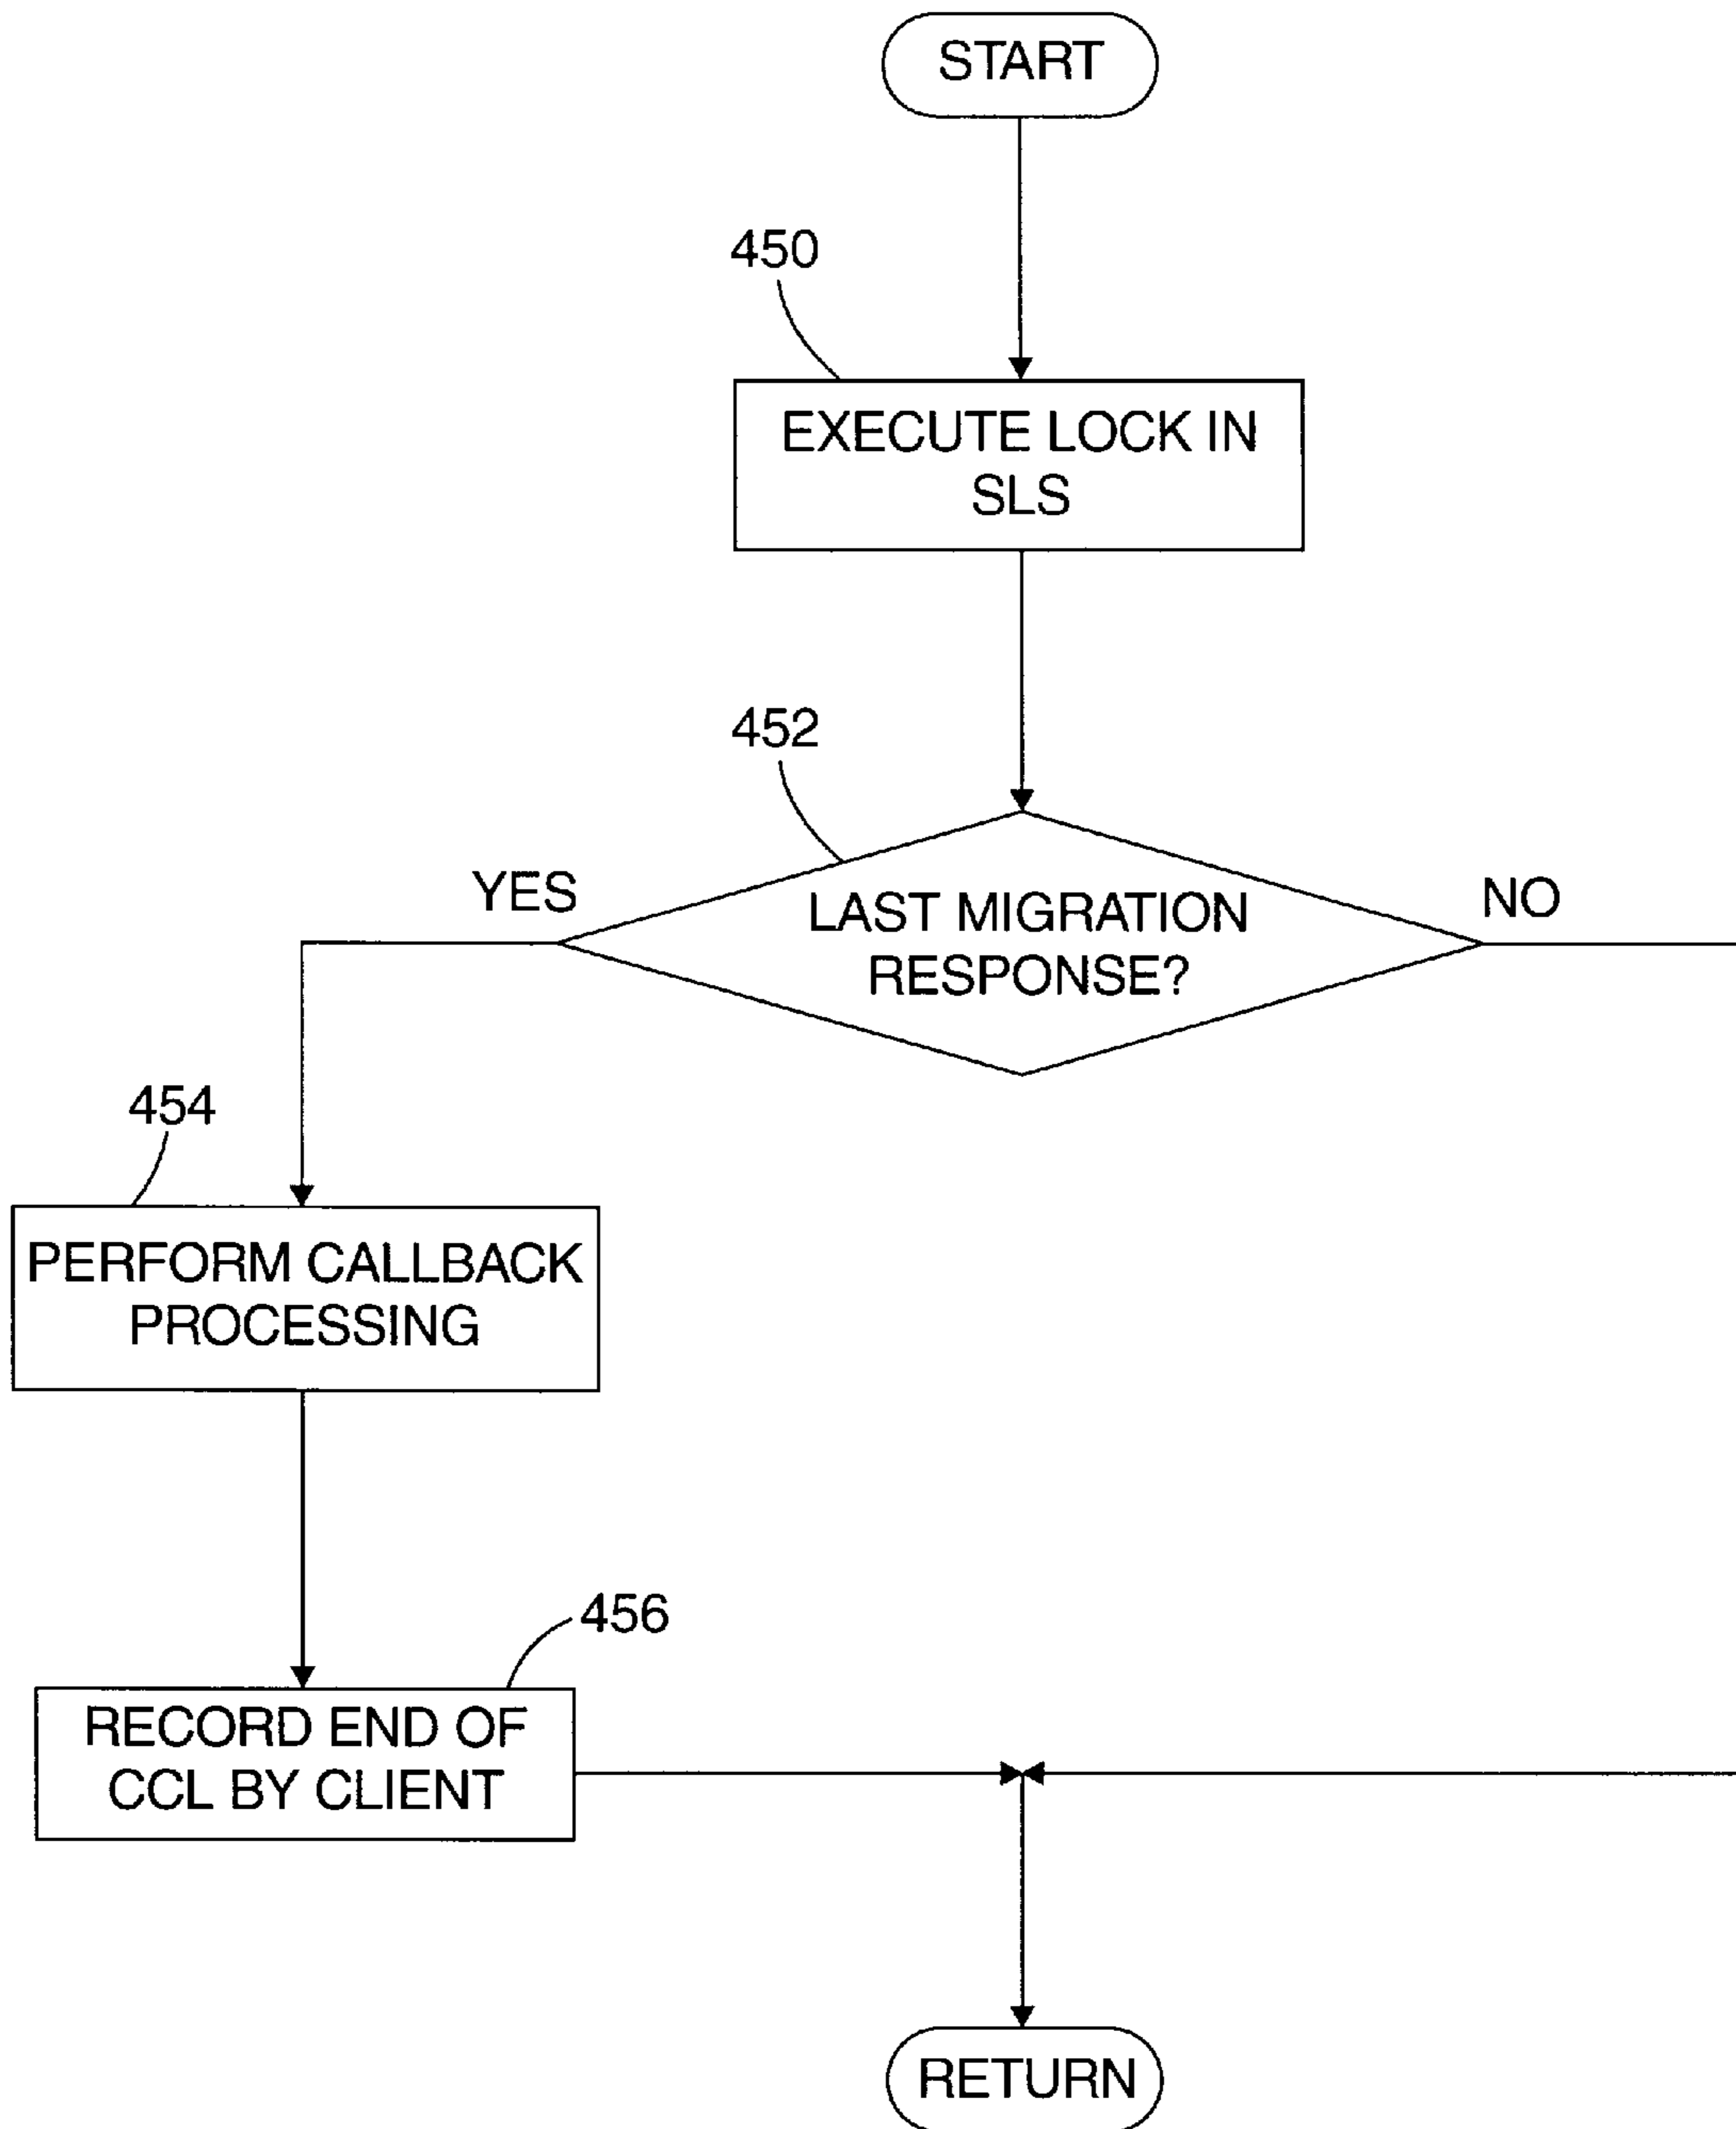 START
450
EXECUTE LOCK IN
SLS
452
YES
LAST MIGRATION
RESPONSE?
NO
454
PERFORM CALLBACK
PROCESSING
456
RECORD END OF
CCL BY CLIENT
RETURN